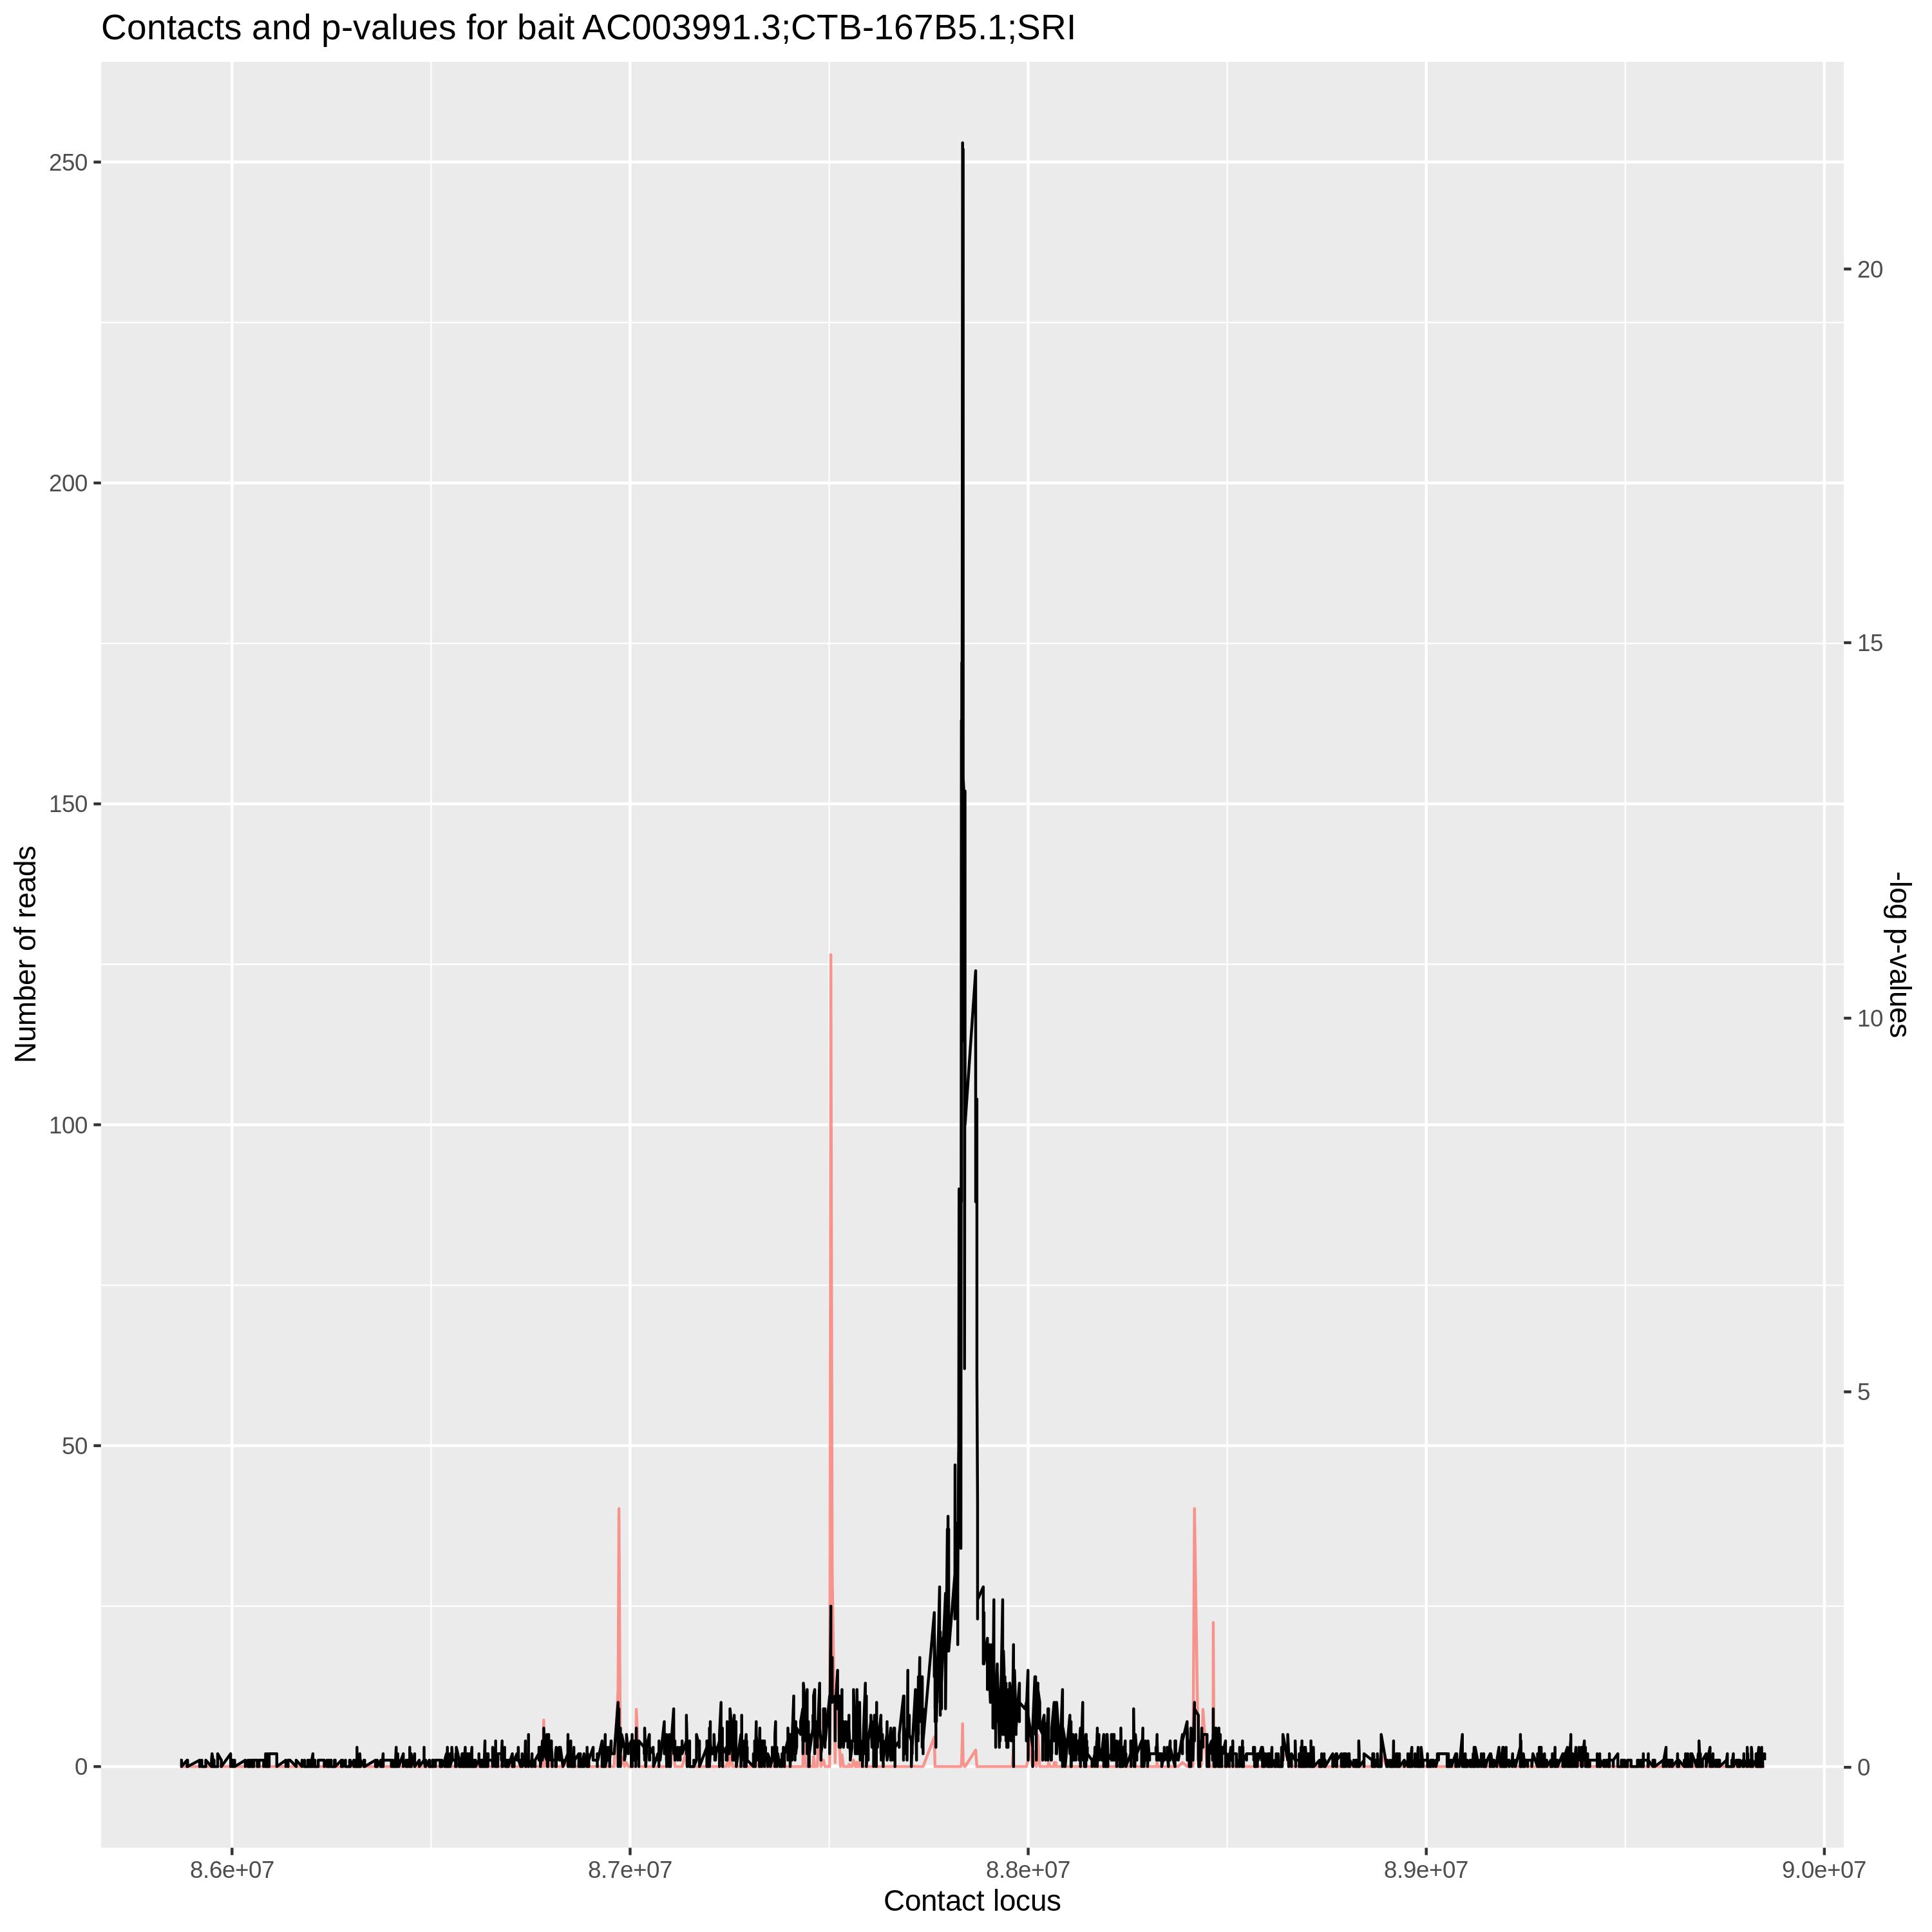 Contacts and p-values for bait AC003991.3;CTB-167B5.1;SRI
250
200
150
100
50
0
Number of reads
20
15
10
5
0
-log p-values
8.6e+07
8.7e+07
8.8e+07
8.9e+07
9.0e+07
Contact locus